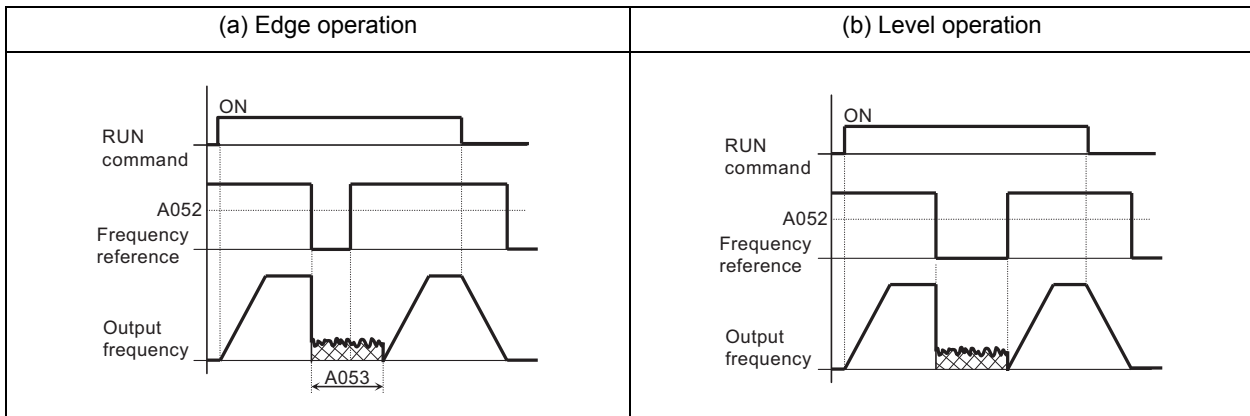 (a) Edge operation
(b) Level operation
ON
RUN
command
A052
Frequency
reference
Output
frequency
A053
ON
RUN
command
A052
Frequency
reference
Output
frequency